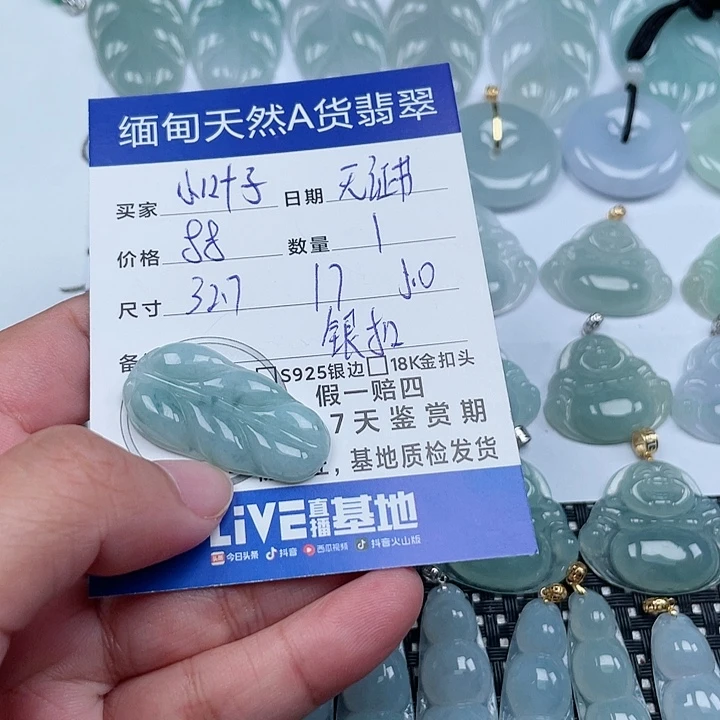 缅甸天然A货翡翠
买家 小叶子 日期 无证书
价格 88 数量 1
尺寸 32.7 17 5.0
银扣
备
S925银边 18K金扣头
假一赔四
7天鉴赏期
,基地质检发货
LIVE直播基地
头条 今日头条 抖音 西瓜视频 抖音火山版